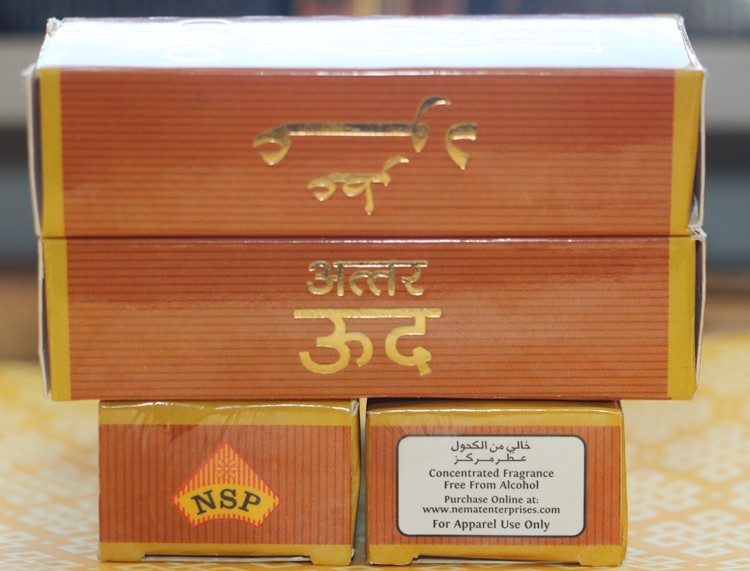 अत्तर
ऊद
NSP
خالي من الكحول
عطر مركز
Concentrated Fragrance
Free From Alcohol
Purchase Online at:
www.nematenterprises.com
For Apparel Use Only